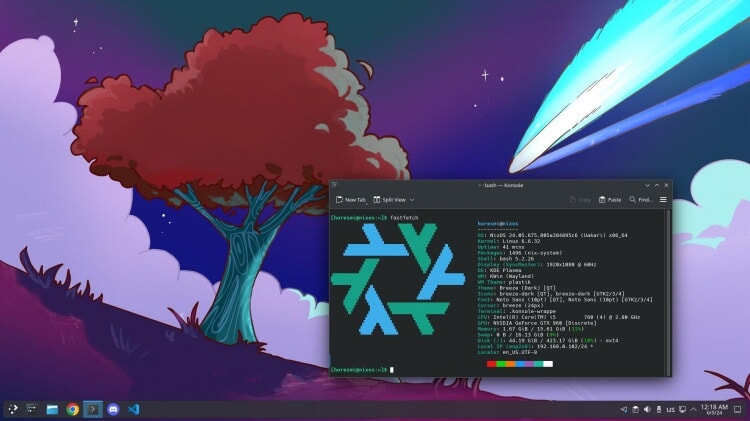 ~ : bash — Konsole
New Tab
Split View
Copy
Paste
Find...
[horesmi@nixos:~]$ fastfetch
horesmi@nixos
-------------
OS: NixOS 24.05.675.805a384895c6 (Uakari) x86_64
Kernel: Linux 6.6.32
Uptime: 41 mins
Packages: 1496 (nix-system)
Shell: bash 5.2.26
Display (SyncMaster): 1920x1080 @ 60Hz
DE: KDE Plasma
WM: KWin (Wayland)
WM Theme: plastik
Theme: Breeze (Dark) [QT]
Icons: breeze-dark [QT], breeze-dark [GTK2/3/4]
Font: Noto Sans (10pt) [QT], Noto Sans (10pt) [GTK2/3/4]
Cursor: breeze (24px)
Terminal: .konsole-wrappe
CPU: Intel(R) Core(TM) i5 760 (4) @ 2.80 GHz
GPU: NVIDIA GeForce GTX 960 [Discrete]
Memory: 1.67 GiB / 15.61 GiB (11%)
Swap: 0 B / 16.13 GiB (0%)
Disk (/): 44.19 GiB / 423.17 GiB (10%) - ext4
Local IP (enp2s0): 192.168.0.102/24 *
Locale: en_US.UTF-8
[horesmi@nixos:~]$
US
12:18 AM
6/5/24